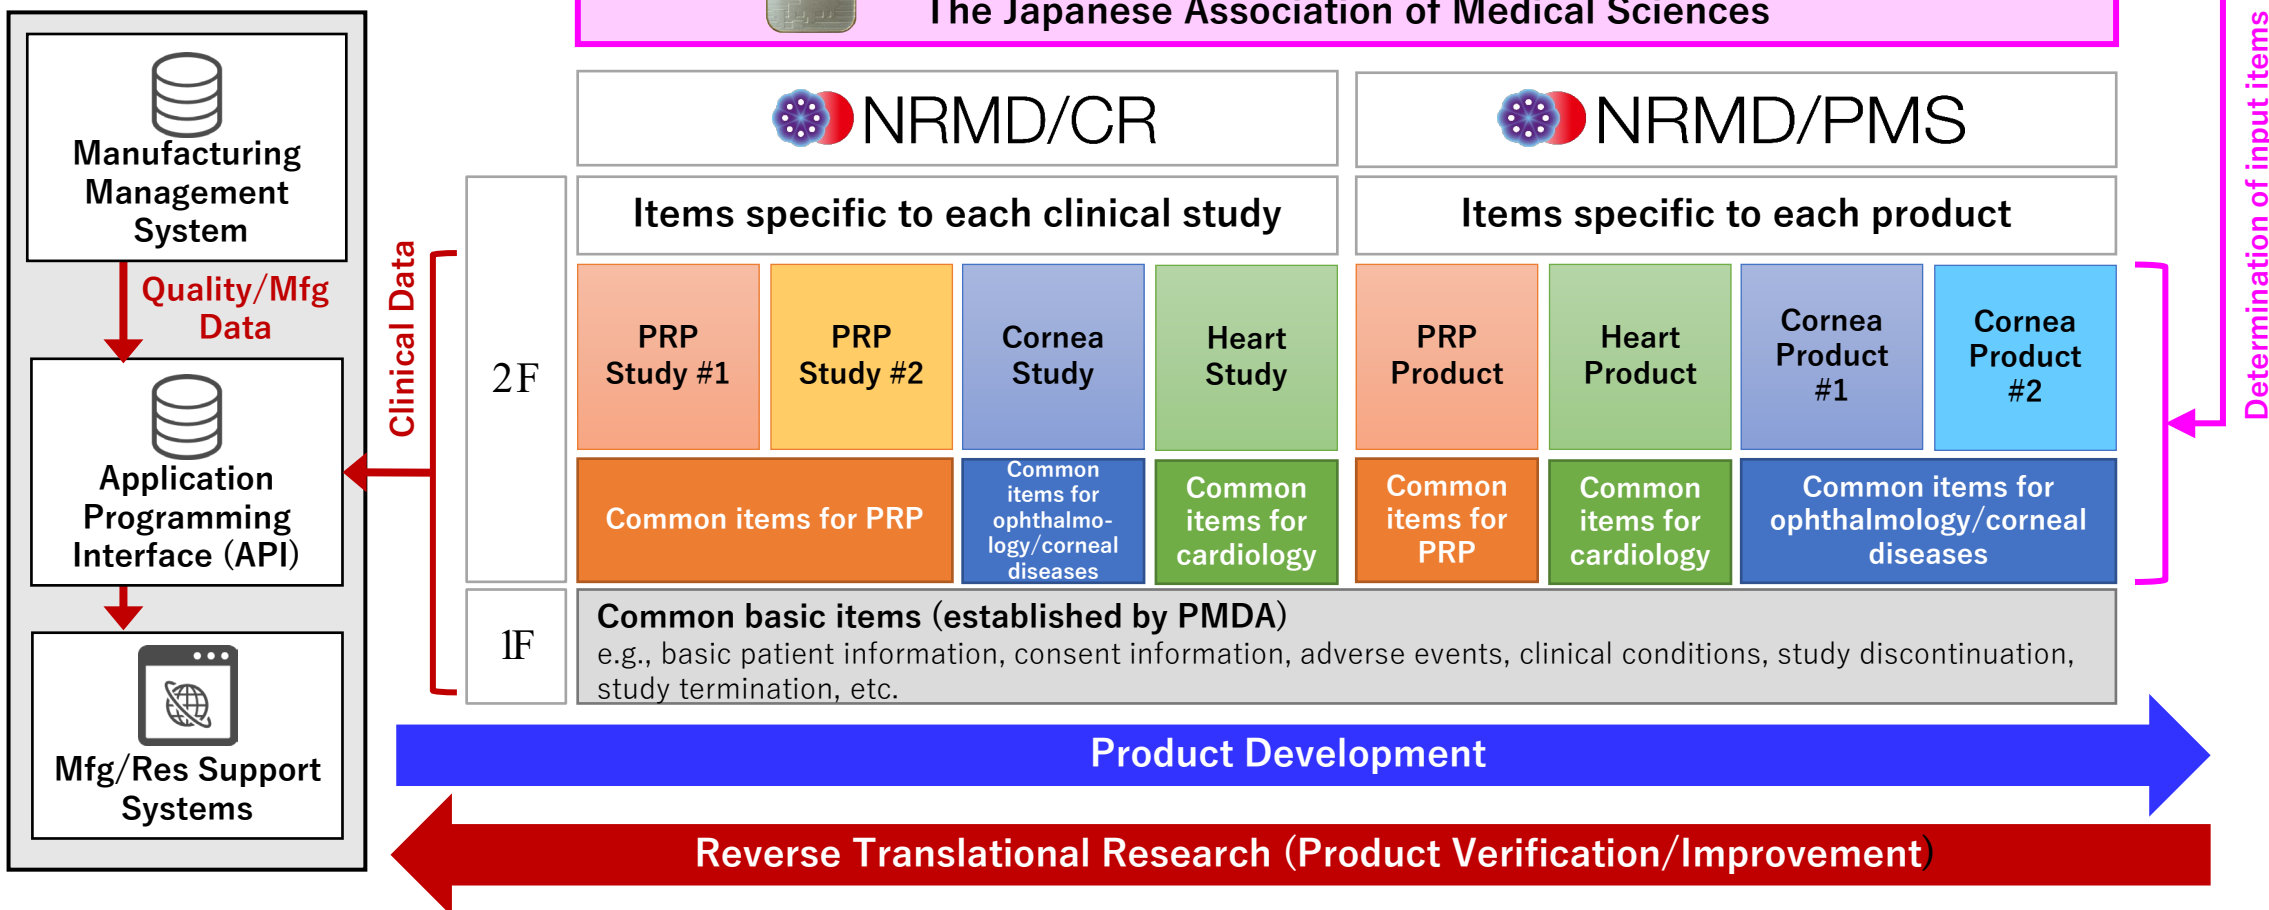 The Japanese Association of Medical Sciences
Manufacturing
Management
System
Quality/Mfg
Data
Application
Programming
Interface (API)
Mfg/Res Support
Systems
Clinical Data
NRMD/CR
NRMD/PMS
2F
Items specific to each clinical study
Items specific to each product
PRP
Study #1
PRP
Study #2
Cornea
Study
Heart
Study
PRP
Product
Heart
Product
Cornea
Product
#1
Cornea
Product
#2
Common items for PRP
Common
items for
ophthalmo-
logy/corneal
diseases
Common
items for
cardiology
Common
items for
PRP
Common
items for
cardiology
Common items for
ophthalmology/corneal
diseases
1F
Common basic items (established by PMDA)
e.g., basic patient information, consent information, adverse events, clinical conditions, study discontinuation,
study termination, etc.
Determination of input items
Product Development
Reverse Translational Research (Product Verification/Improvement)